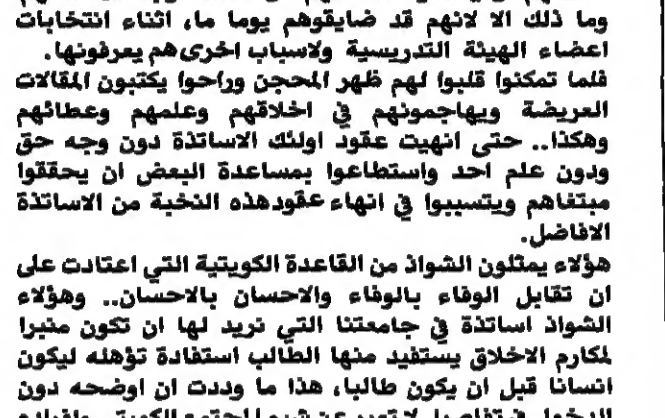 وما ذلك الا لانهم قد ضايقوهم يوما ما، اثناء انتخابات
اعضاء الهيئة التدريسية ولاسباب اخرى هم يعرفونها.
فلما تمكنوا قلبوا لهم ظهر المحجن وراحوا يكتبون المقالات
العريضة ويهاجمونهم في اخلاقهم وعلمهم وعطائهم
وهكذا.. حتى انهيت عقود اولئك الاساتذة دون وجه حق
ودون علم احد واستطاعوا بمساعدة البعض ان يحققوا
مبتغاهم ويتسببوا في انهاء عقودهذه النخبة من الاساتذة
الافاضل.
هؤلاء يمثلون الشواذ من القاعدة الكويتية التي اعتادت على
ان تقابل الوفاء بالوفاء والاحسان بالاحسان.. وهؤلاء
الشواذ اساتذة في جامعتنا التي نريد لها ان تكون منبرا
لمكارم الاخلاق يستفيد منها الطالب استفادة تؤهله ليكون
انسانا قبل ان يكون طالبا، هذا ما وددت ان اوضحه دون